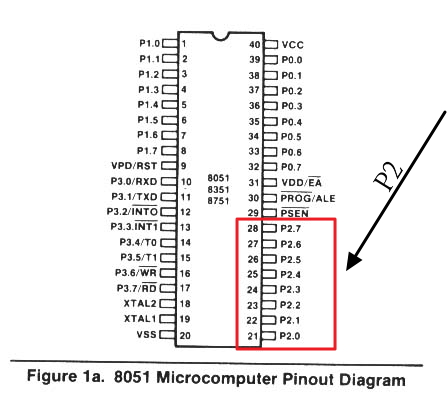 P1.0 1 40 VCC
P1.1 2 39 P0.0
P1.2 3 38 P0.1
P1.3 4 37 P0.2
P1.4 5 36 P0.3
P1.5 6 35 P0.4
P1.6 7 34 P0.5
P1.7 8 33 P0.6
VPD/RST 9 32 P0.7
P3.0/RXD 10 8051 31 VDD/EA
P3.1/TXD 11 8351 30 PROG/ALE
P3.2/INTO 12 8751 29 PSEN
P3.3.INT1 13 28 P2.7
P3.4/T0 14 27 P2.6
P3.5/T1 15 26 P2.5
P3.6/WR 16 25 P2.4
P3.7/RD 17 24 P2.3
XTAL2 18 23 P2.2
XTAL1 19 22 P2.1
VSS 20 21 P2.0
P2
Figure 1a. 8051 Microcomputer Pinout Diagram